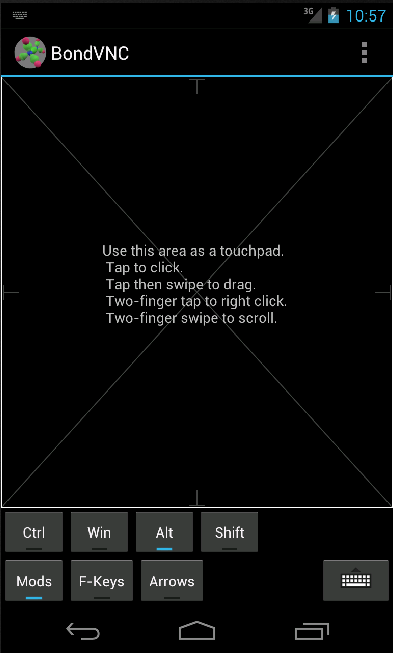 3G 10:57
BondVNC
Use this area as a touchpad.
Tap to click.
Tap then swipe to drag.
Two-finger tap to right click.
Two-finger swipe to scroll.
Ctrl Win Alt Shift
Mods F-Keys Arrows